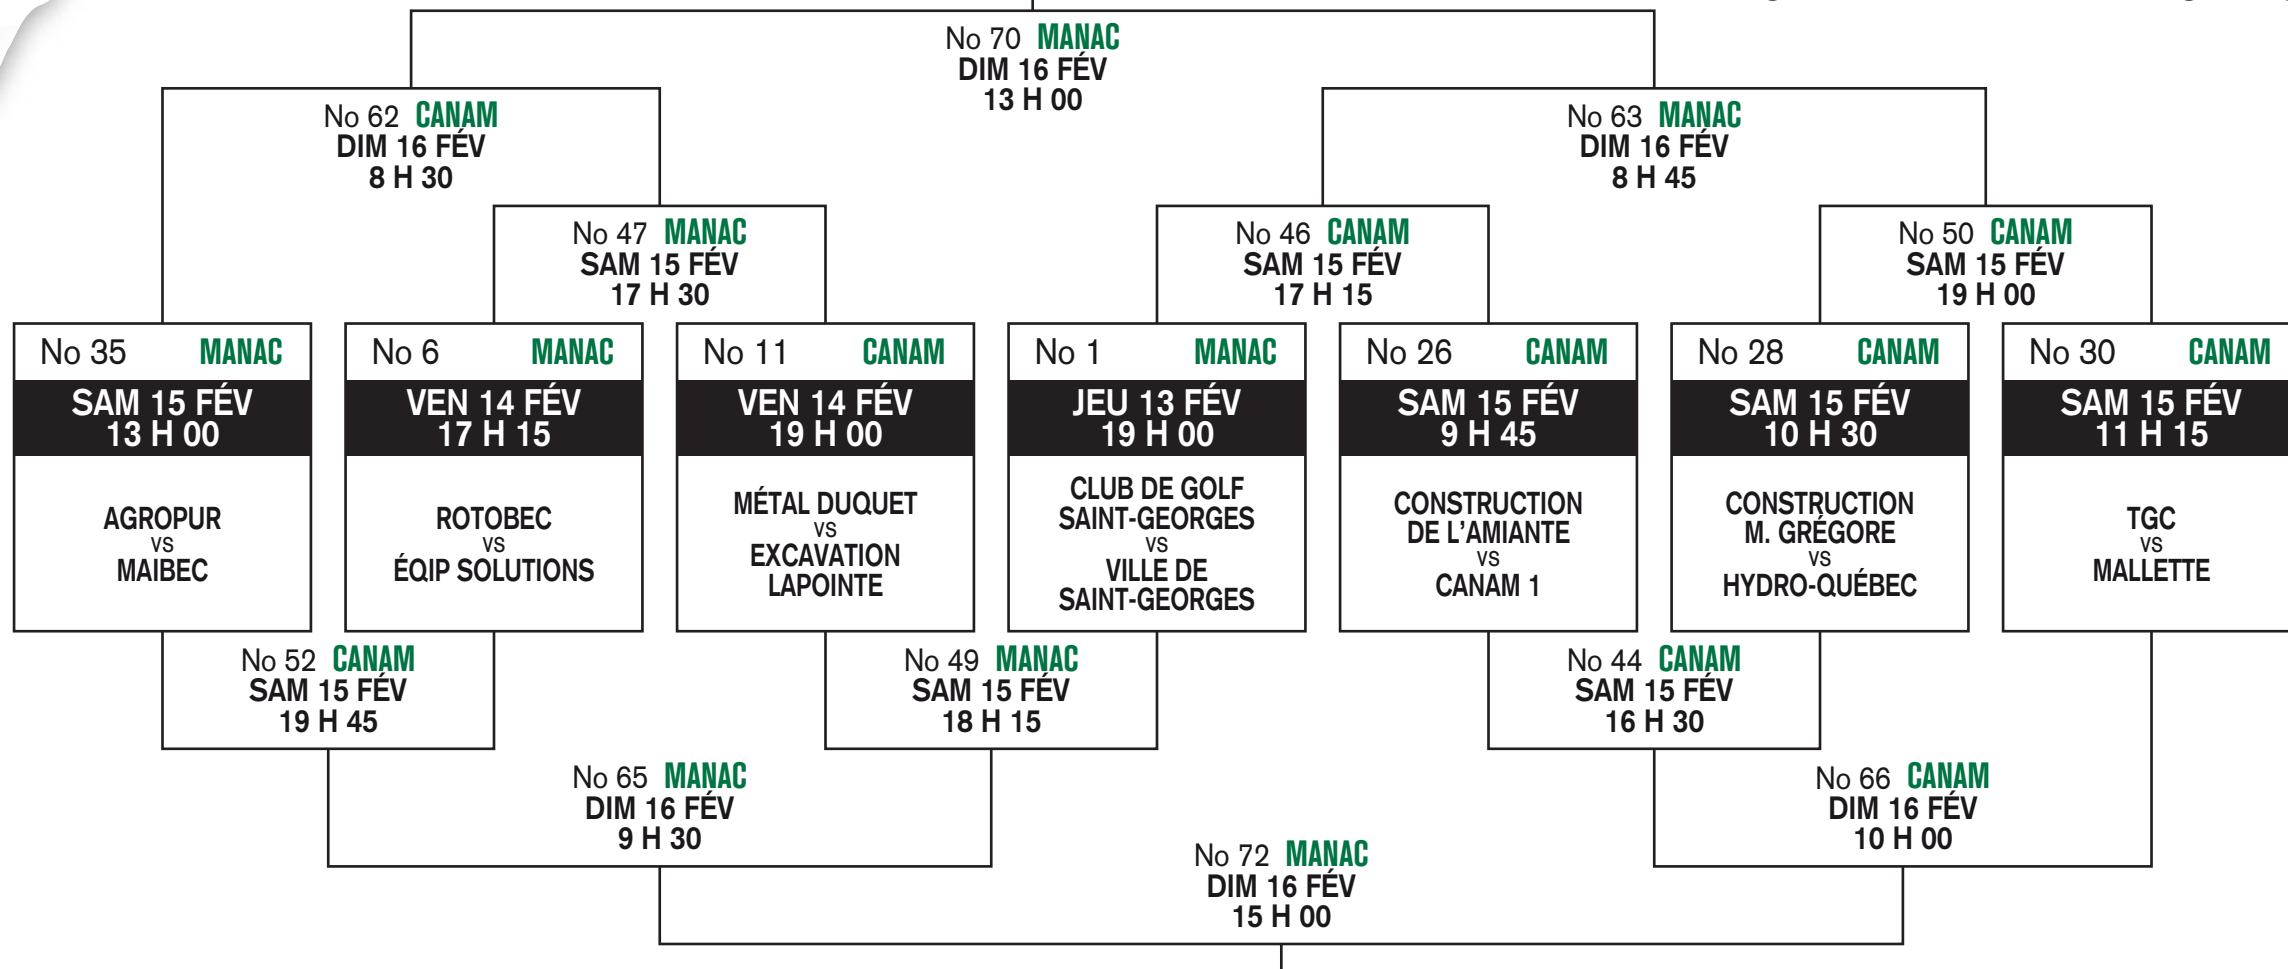 No 70 MANAC
DIM 16 FÉV
13 H 00
No 62 CANAM
DIM 16 FÉV
8 H 30
No 63 MANAC
DIM 16 FÉV
8 H 45
No 47 MANAC
SAM 15 FÉV
17 H 30
No 46 CANAM
SAM 15 FÉV
17 H 15
No 50 CANAM
SAM 15 FÉV
19 H 00
No 35 MANAC
SAM 15 FÉV
13 H 00
AGROPUR
VS
MAIBEC
No 6 MANAC
VEN 14 FÉV
17 H 15
ROTOBEC
VS
ÉQIP SOLUTIONS
No 11 CANAM
VEN 14 FÉV
19 H 00
MÉTAL DUQUET
VS
EXCAVATION
LAPOINTE
No 1 MANAC
JEU 13 FÉV
19 H 00
CLUB DE GOLF
SAINT-GEORGES
VS
VILLE DE
SAINT-GEORGES
No 26 CANAM
SAM 15 FÉV
9 H 45
CONSTRUCTION
DE L'AMIANTE
VS
CANAM 1
No 28 CANAM
SAM 15 FÉV
10 H 30
CONSTRUCTION
M. GRÉGORE
VS
HYDRO-QUÉBEC
No 30 CANAM
SAM 15 FÉV
11 H 15
TGC
VS
MALLETTE
No 52 CANAM
SAM 15 FÉV
19 H 45
No 49 MANAC
SAM 15 FÉV
18 H 15
No 44 CANAM
SAM 15 FÉV
16 H 30
No 65 MANAC
DIM 16 FÉV
9 H 30
No 66 CANAM
DIM 16 FÉV
10 H 00
No 72 MANAC
DIM 16 FÉV
15 H 00